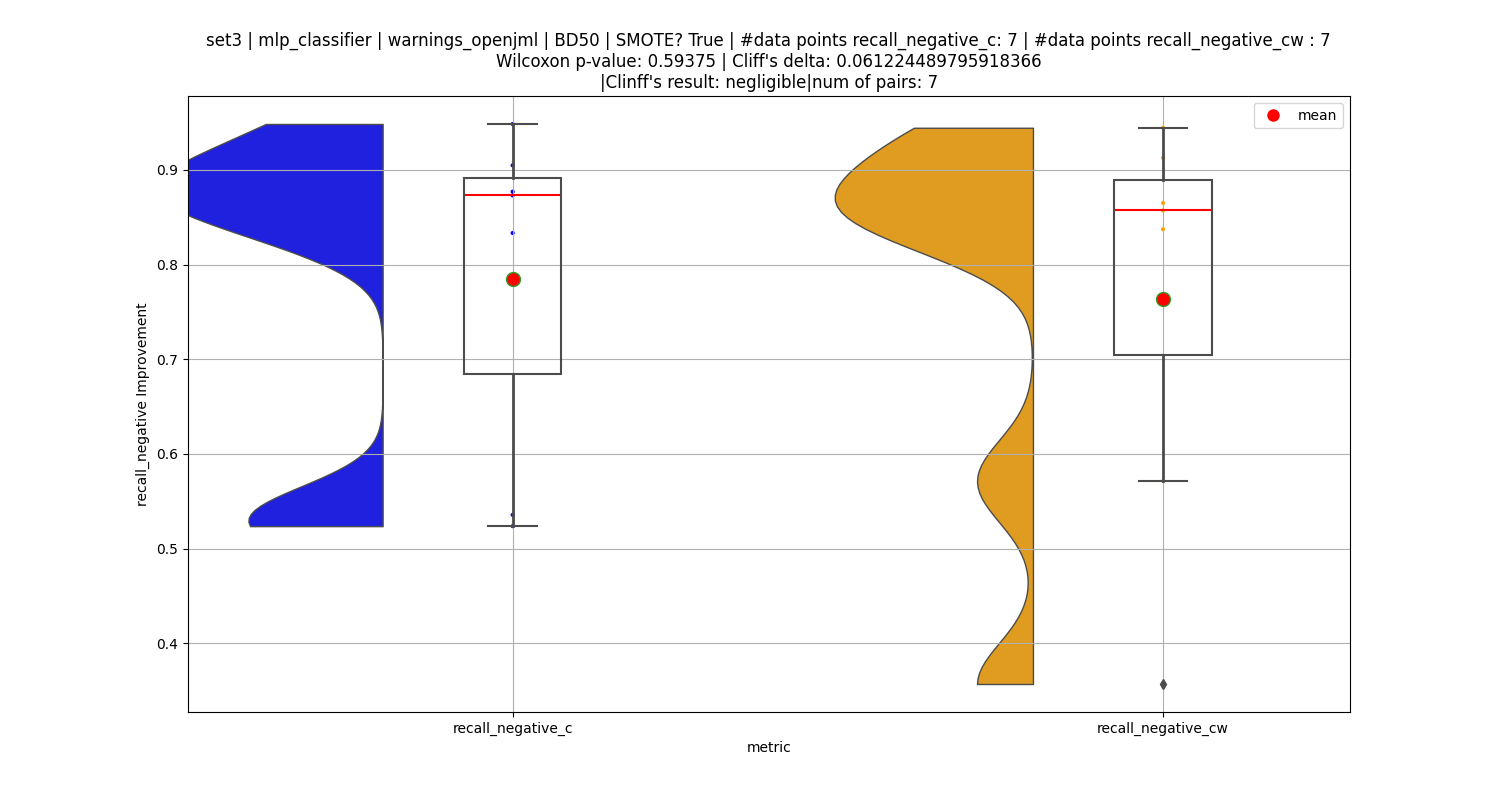 set3 | mlp_classifier | warnings_openjml | BD50 | SMOTE? True | #data points recall_negative_c: 7 | #data points recall_negative_cw : 7
Wilcoxon p-value: 0.59375 | Cliff's delta: 0.061224489795918366
|Clinff's result: negligible|num of pairs: 7
mean
0.9
0.8
0.7
0.6
0.5
0.4
recall_negative Improvement
recall_negative_c
recall_negative_cw
metric